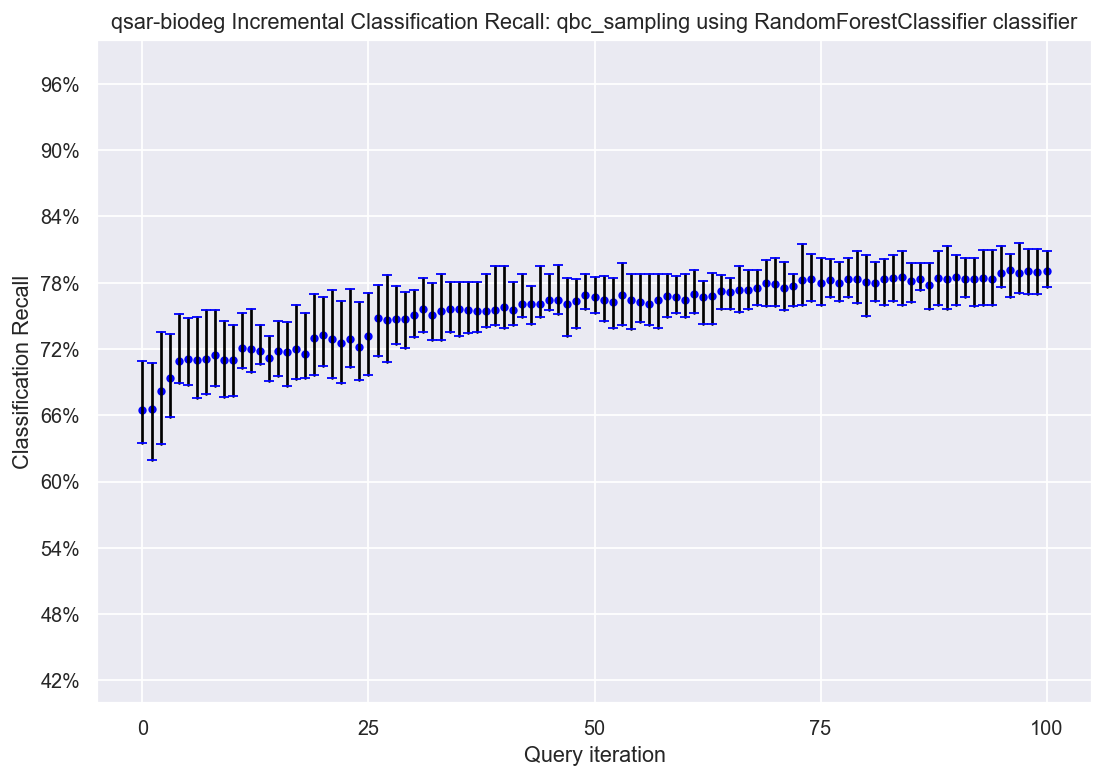 qsar-biodeg Incremental Classification Recall: qbc_sampling using RandomForestClassifier classifier
96%
90%
84%
78%
72%
66%
60%
54%
48%
42%
Classification Recall
0 25 50 75 100
Query iteration